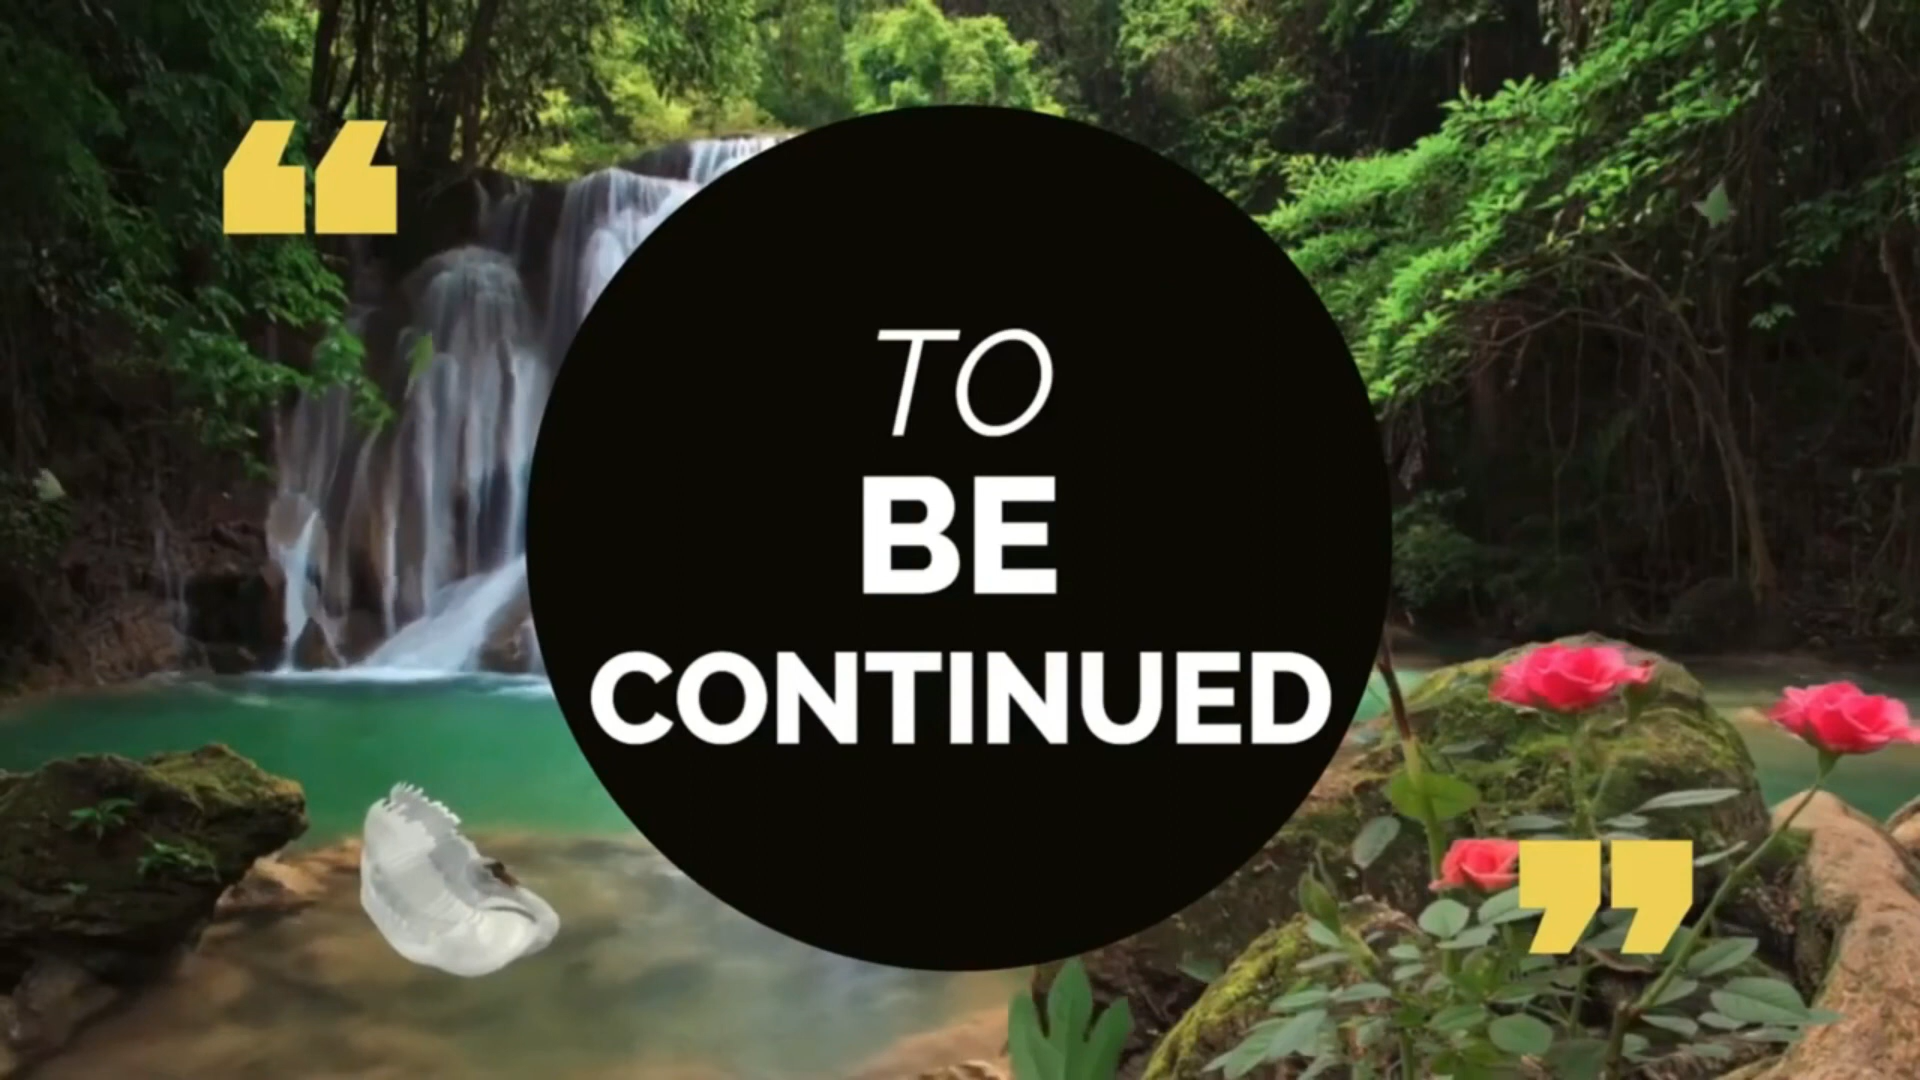 “
TO
BE
CONTINUED
”